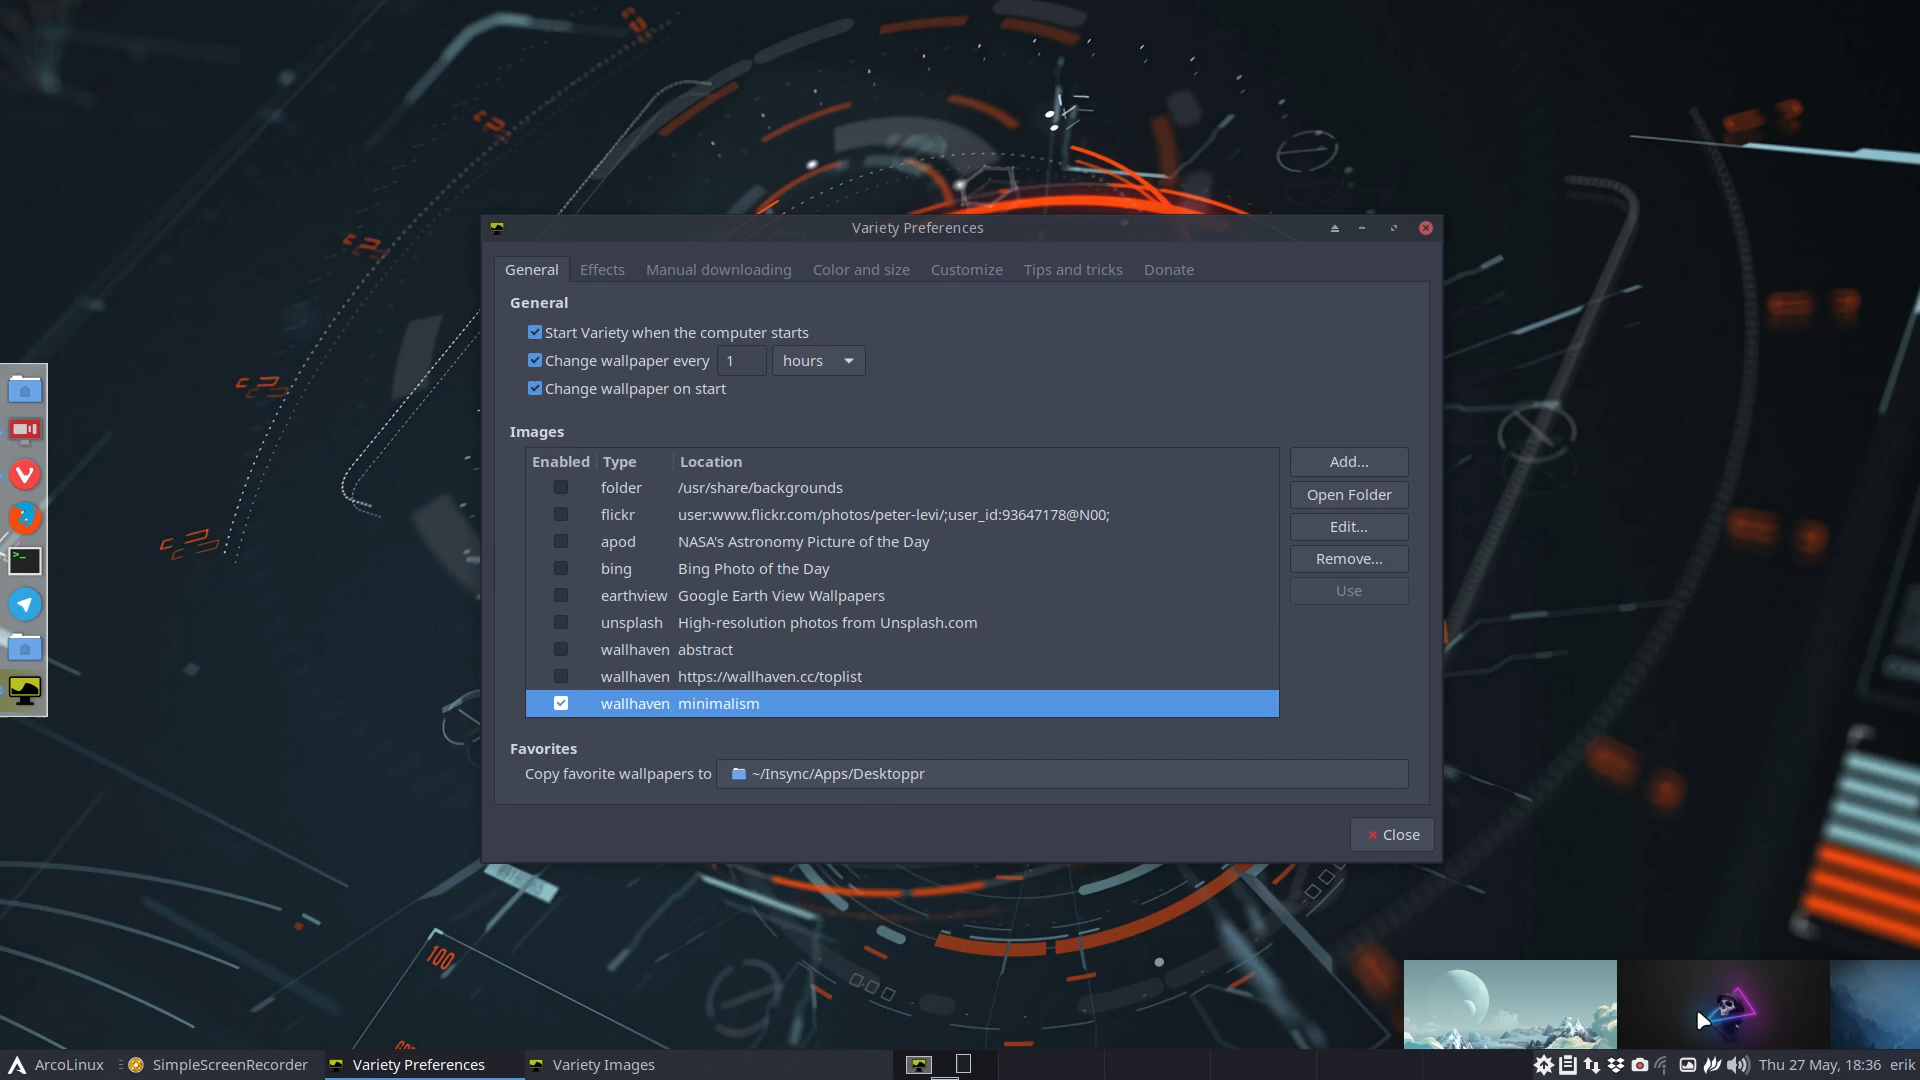 Variety Preferences
General Effects Manual downloading Color and size Customize Tips and tricks Donate
General
Start Variety when the computer starts
Change wallpaper every 1 hours
Change wallpaper on start
Images
Enabled Type Location
folder /usr/share/backgrounds
flickr user:www.flickr.com/photos/peter-levi/;user_id:93647178@N00;
apod NASA's Astronomy Picture of the Day
bing Bing Photo of the Day
earthview Google Earth View Wallpapers
unsplash High-resolution photos from Unsplash.com
wallhaven abstract
wallhaven https://wallhaven.cc/toplist
wallhaven minimalism
Add...
Open Folder
Edit...
Remove...
Use
Favorites
Copy favorite wallpapers to ~/Insync/Apps/Desktoppr
Close
100
ArcoLinux SimpleScreenRecorder Variety Preferences Variety Images Thu 27 May, 18:36 erik